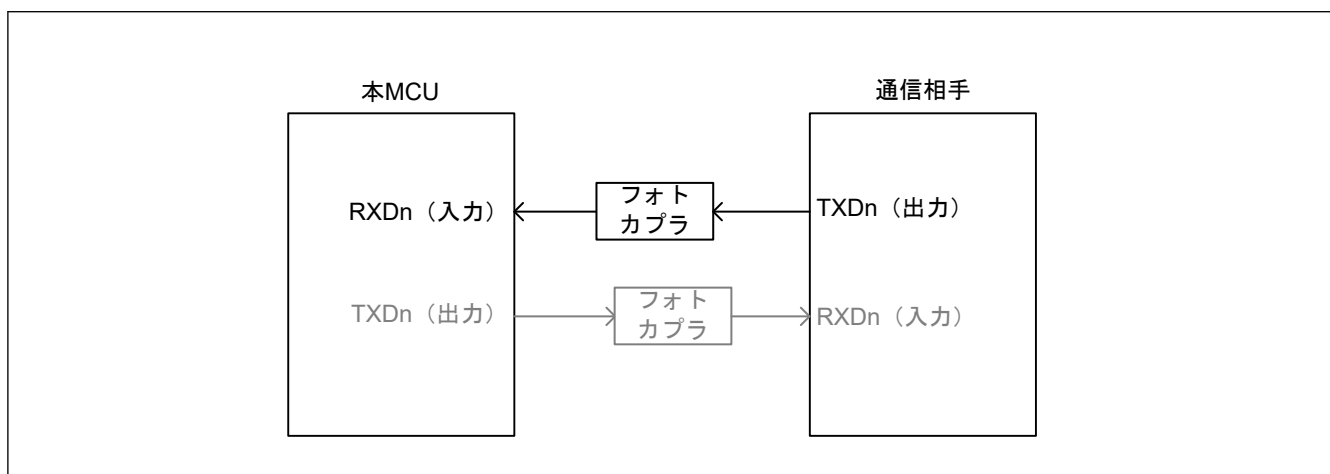 本MCU
通信相手
RXDn（入力）
フォト
カプラ
TXDn（出力）
TXDn（出力）
フォト
カプラ
RXDn（入力）